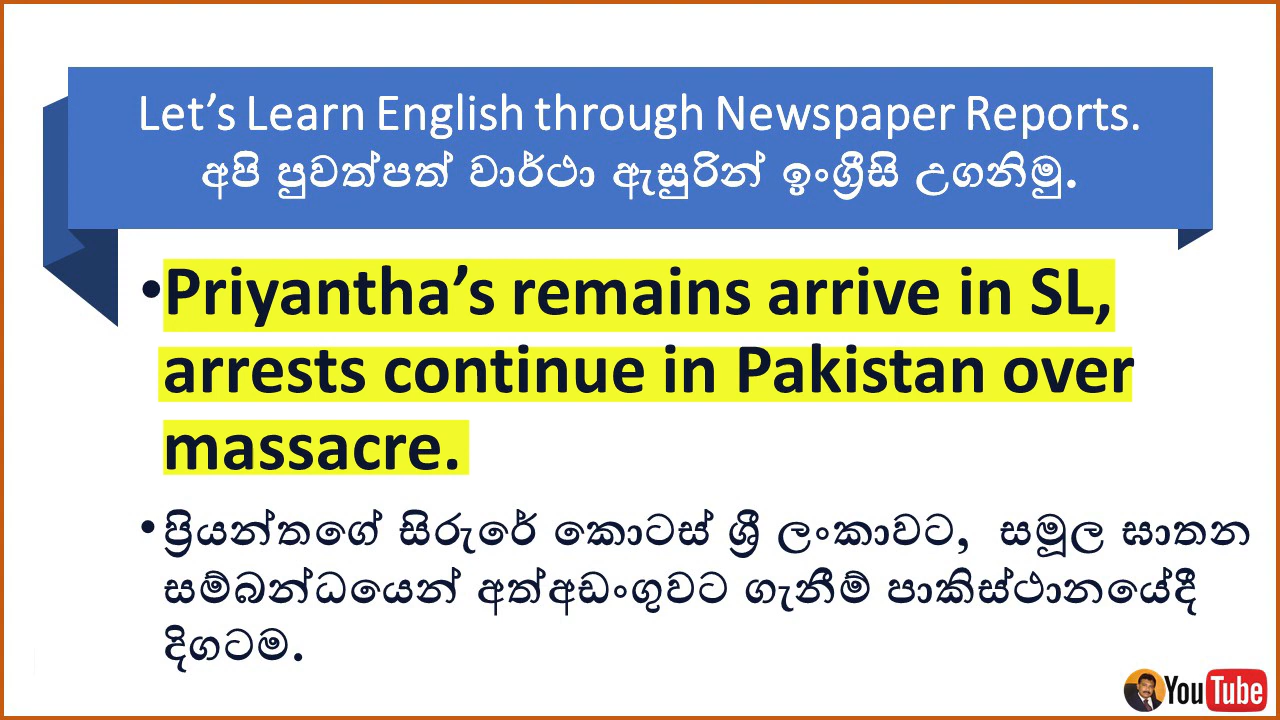 Let’s Learn English through Newspaper Reports.
අපි පුවත්පත් වාර්ථා ඇසුරින් ඉංග්‍රීසි උගනිමු.
•Priyantha’s remains arrive in SL,
arrests continue in Pakistan over
massacre.
•ප්‍රියන්තගේ සිරුරේ කොටස් ශ්‍රී ලංකාවට, සමූල ඝාතන
සම්බන්ධයෙන් අත්අඩංගුවට ගැනීම් පාකිස්ථානයේදී
දිගටම.
YouTube